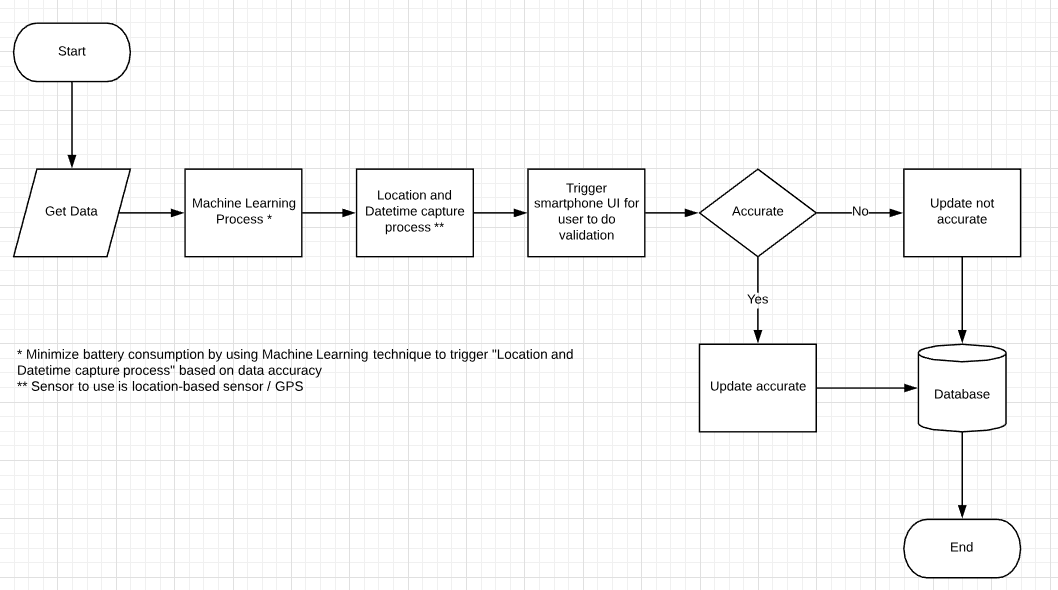 Start
Get Data
Machine Learning
Process *
Location and
Datetime capture
process **
Trigger
smartphone UI for
user to do
validation
Accurate
No
Update not
accurate
Yes
* Minimize battery consumption by using Machine Learning technique to trigger "Location and
Datetime capture process" based on data accuracy
** Sensor to use is location-based sensor / GPS
Update accurate
Database
End